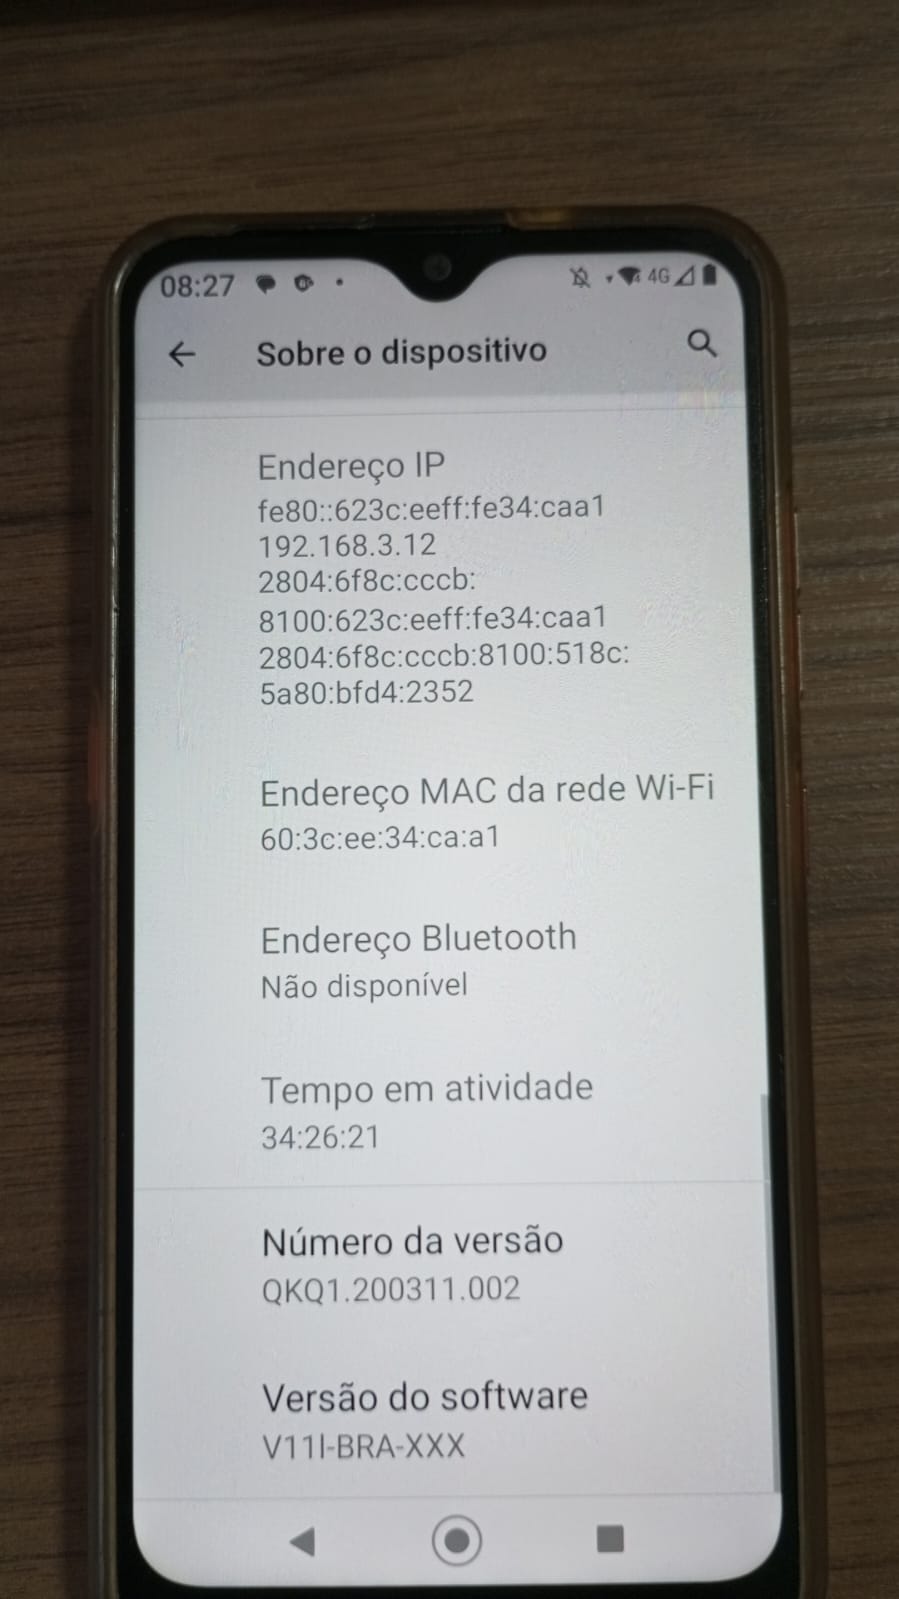 08:27
4G
Sobre o dispositivo
Endereço IP
fe80::623c:eeff:fe34:caa1
192.168.3.12
2804:6f8c:cccb:
8100:623c:eeff:fe34:caa1
2804:6f8c:cccb:8100:518c:
5a80:bfd4:2352
Endereço MAC da rede Wi-Fi
60:3c:ee:34:ca:a1
Endereço Bluetooth
Não disponível
Tempo em atividade
34:26:21
Número da versão
QKQ1.200311.002
Versão do software
V11l-BRA-XXX